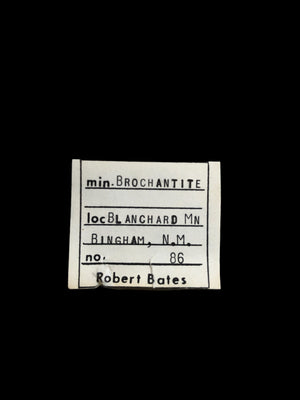 min. BROCHANTITE
loc BLANCHARD MN
BINGHAM, N.M.
no. 86
Robert Bates